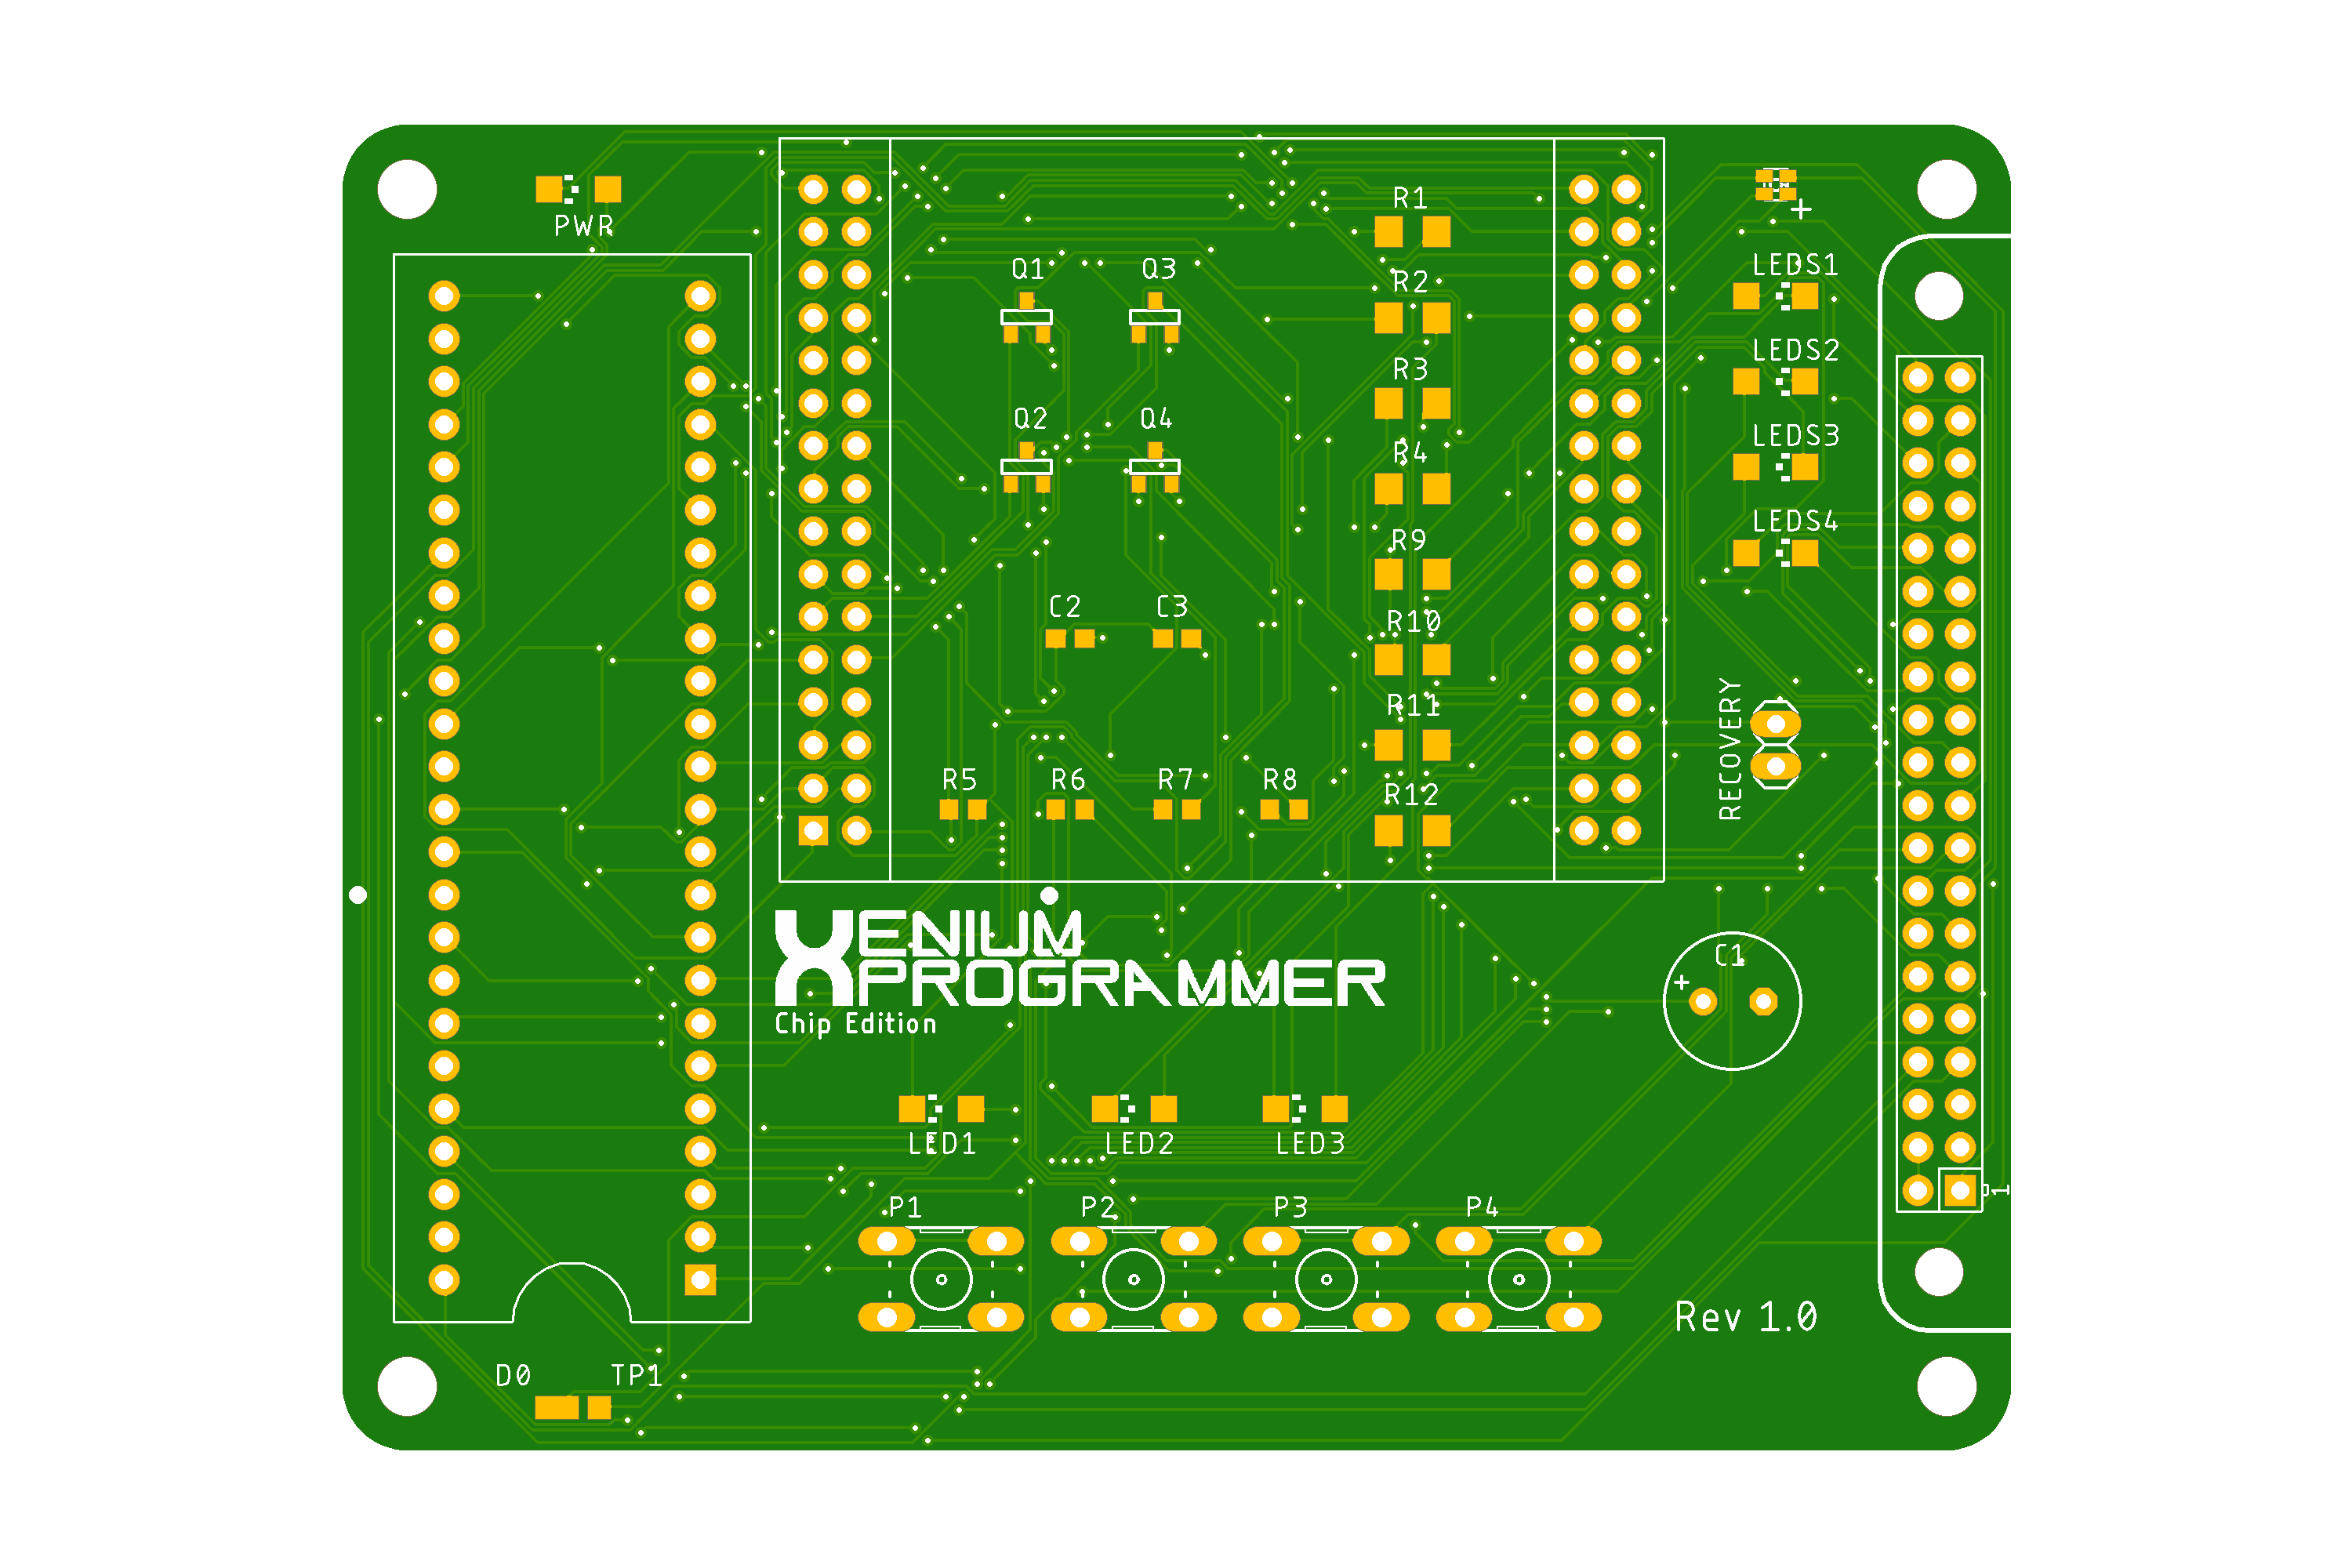 PWR
R1
+
LEDS1
Q1
Q3
R2
LEDS2
R3
Q2
Q4
LEDS3
R4
LEDS4
R9
C2
C3
R10
RECOVERY
R11
R5
R6
R7
R8
R12
XENIUM
PROGRAMMER
Chip Edition
C1
+
LED1
LED2
LED3
P1
P2
P3
P4
1
Rev 1.0
D0
TP1